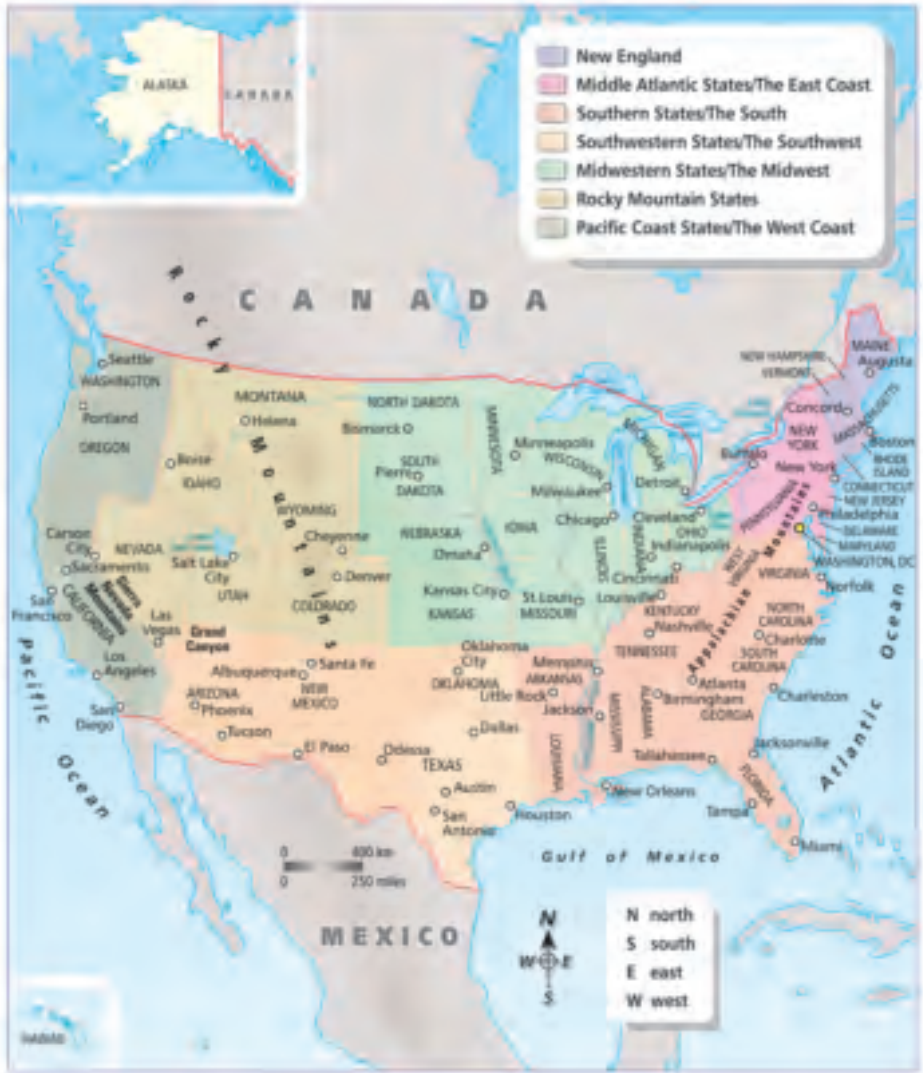 ALASKA
CANADA
New England
Middle Atlantic States/The East Coast
Southern States/The South
Southwestern States/The Southwest
Midwestern States/The Midwest
Rocky Mountain States
Pacific Coast States/The West Coast
CANADA
Rocky Mountains
Seattle
WASHINGTON
Portland
OREGON
MONTANA
Helena
Boise
IDAHO
WYOMING
Cheyenne
Carson
City
NEVADA
Sacramento
Salt Lake
City
UTAH
Denver
COLORADO
San
Francisco
CALIFORNIA
Sierra
Nevada
Mountains
Las
Vegas
Grand
Canyon
Los
Angeles
San
Diego
NORTH DAKOTA
Bismarck
SOUTH
DAKOTA
Pierre
NEBRASKA
Omaha
KANSAS
Kansas City
MINNESOTA
Minneapolis
WISCONSIN
Milwaukee
MICHIGAN
Detroit
IOWA
Chicago
ILLINOIS
INDIANA
Indianapolis
Cleveland
OHIO
Cincinnati
St. Louis
MISSOURI
Louisville
KENTUCKY
Nashville
TENNESSEE
MAINE
Augusta
NEW HAMPSHIRE
VERMONT
Concord
MASSACHUSETTS
Boston
RHODE
ISLAND
CONNECTICUT
NEW
YORK
Buffalo
New York
NEW JERSEY
PENNSYLVANIA
Philadelphia
DELAWARE
MARYLAND
WASHINGTON, DC
WEST
VIRGINIA
VIRGINIA
Norfolk
Appalachian Mountains
NORTH
CAROLINA
Charlotte
SOUTH
CAROLINA
Charleston
Atlanta
GEORGIA
ALABAMA
Birmingham
MISSISSIPPI
Jackson
Memphis
ARKANSAS
Little Rock
LOUISIANA
New Orleans
Jacksonville
Tallahassee
FLORIDA
Tampa
Miami
Albuquerque
Santa Fe
NEW
MEXICO
ARIZONA
Phoenix
Tucson
El Paso
Oklahoma
City
OKLAHOMA
Dallas
Odessa
TEXAS
Austin
San
Antonio
Houston
Pacific Ocean
Atlantic Ocean
Gulf of Mexico
0 400 km
0 250 miles
MEXICO
N
W E
S
N north
S south
E east
W west
HAWAII